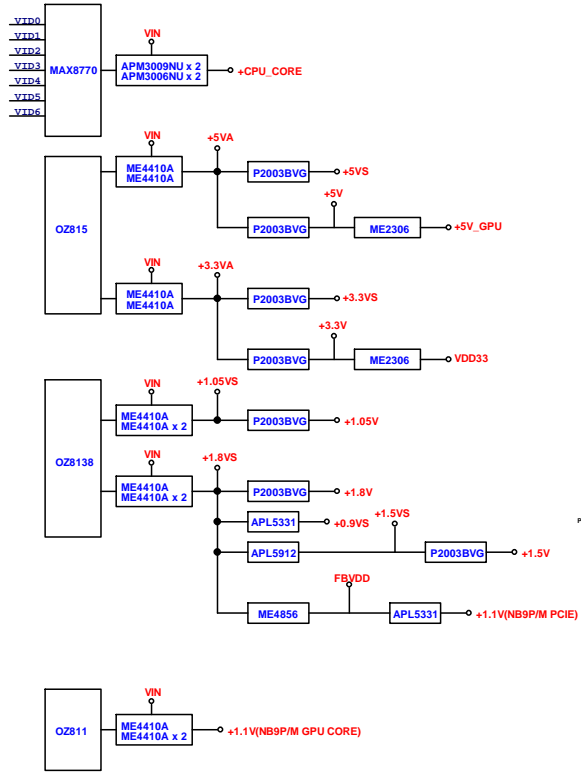 VID0
VID1
VID2
VID3
VID4
VID5
VID6
MAX8770
VIN
APM3009NU x 2
APM3006NU x 2
+CPU_CORE
OZ815
VIN
ME4410A
ME4410A
+5VA
P2003BVG
+5VS
P2003BVG
+5V
ME2306
+5V_GPU
VIN
ME4410A
ME4410A
+3.3VA
P2003BVG
+3.3VS
P2003BVG
+3.3V
ME2306
VDD33
OZ8138
VIN
ME4410A
ME4410A x 2
+1.05VS
P2003BVG
+1.05V
VIN
ME4410A
ME4410A x 2
+1.8VS
P2003BVG
+1.8V
APL5331
+0.9VS
APL5912
+1.5VS
P2003BVG
+1.5V
ME4856
FBVDD
APL5331
+1.1V(NB9P/M PCIE)
OZ811
VIN
ME4410A
ME4410A x 2
+1.1V(NB9P/M GPU CORE)
P